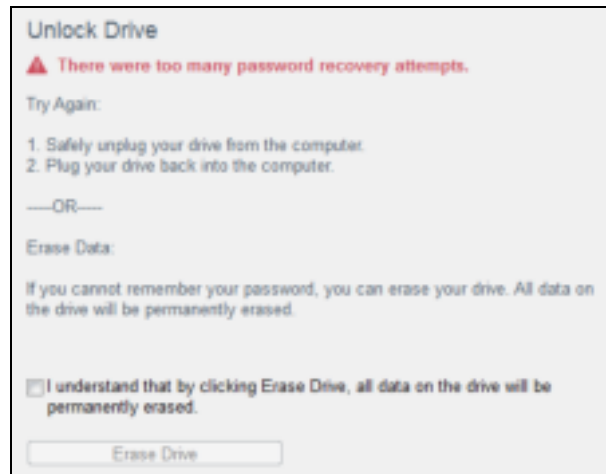 Unlock Drive
There were too many password recovery attempts.
Try Again:
1. Safely unplug your drive from the computer.
2. Plug your drive back into the computer.
-----OR-----
Erase Data:
If you cannot remember your password, you can erase your drive. All data on
the drive will be permanently erased.
I understand that by clicking Erase Drive, all data on the drive will be
permanently erased.
Erase Drive